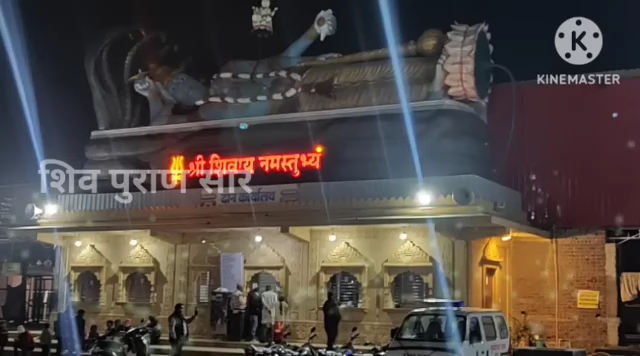 KINEMASTER
श्री शिवाय नमस्तुभ्यं
शिव पुराण सार
दान कार्यालय